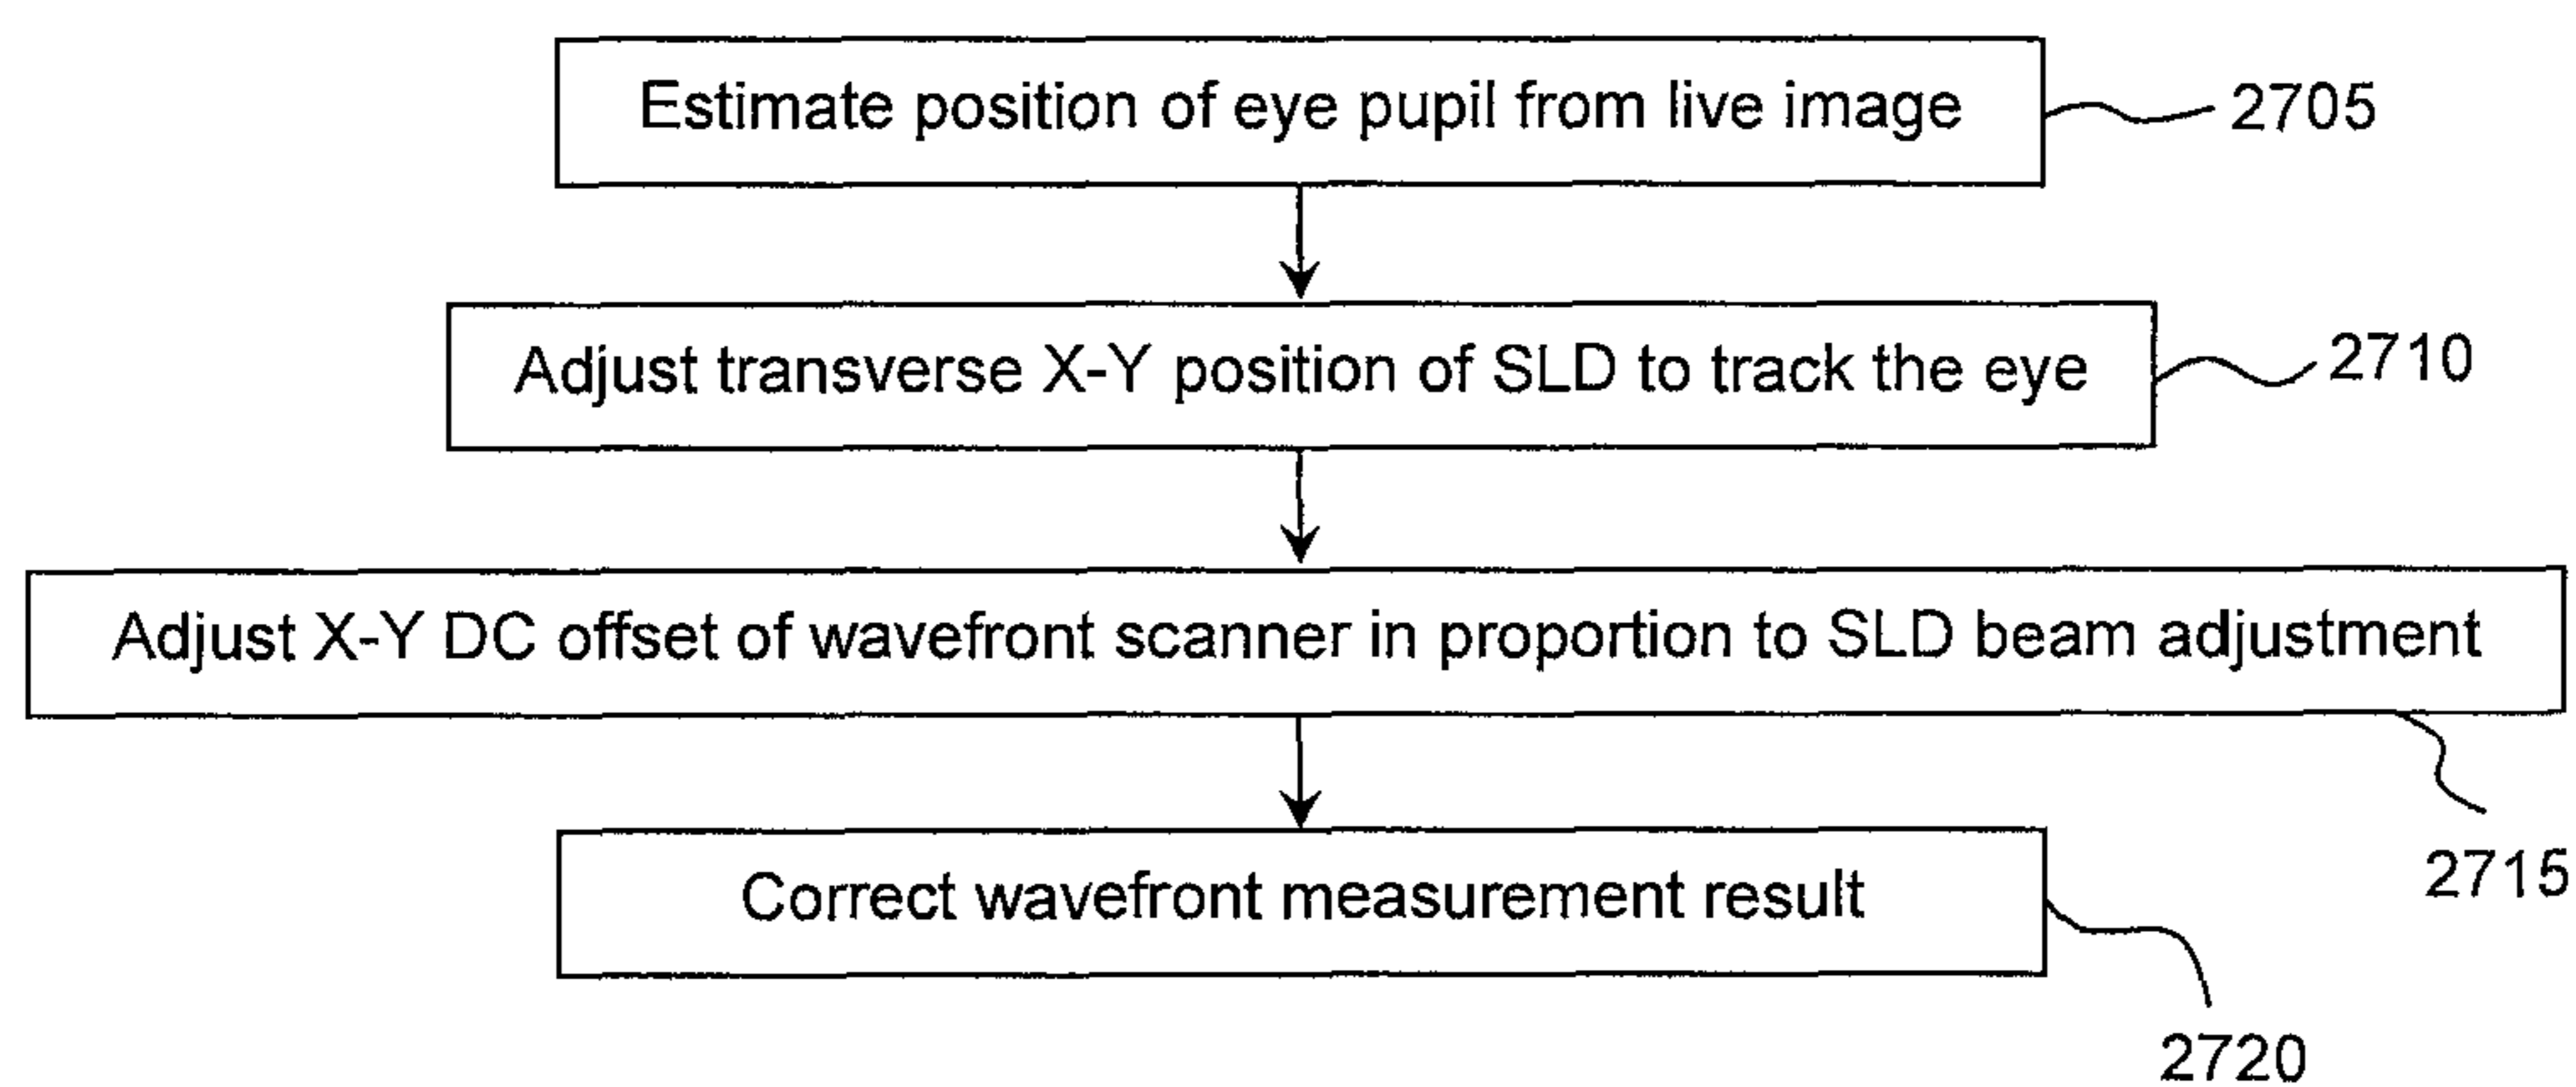 Estimate position of eye pupil from live image
2705
Adjust transverse X-Y position of SLD to track the eye
2710
Adjust X-Y DC offset of wavefront scanner in proportion to SLD beam adjustment
2715
Correct wavefront measurement result
2720